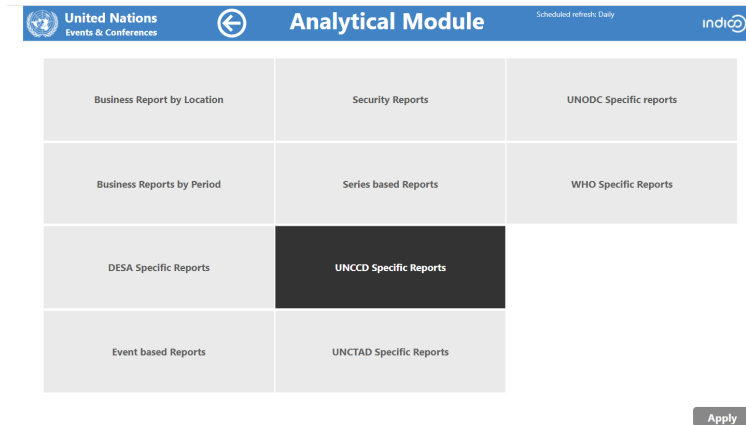 United Nations
Events & Conferences
Analytical Module
Scheduled refresh: Daily
indico
Business Report by Location
Security Reports
UNODC Specific reports
Business Reports by Period
Series based Reports
WHO Specific Reports
DESA Specific Reports
UNCCD Specific Reports
Event based Reports
UNCTAD Specific Reports
Apply